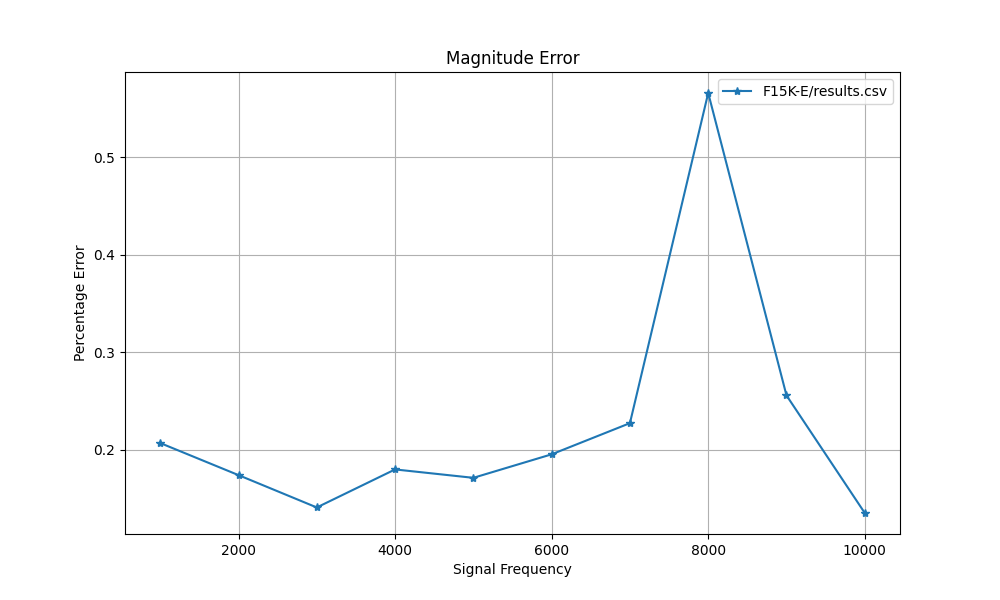 Magnitude Error
F15K-E/results.csv
Percentage Error
0.5
0.4
0.3
0.2
2000 4000 6000 8000 10000
Signal Frequency